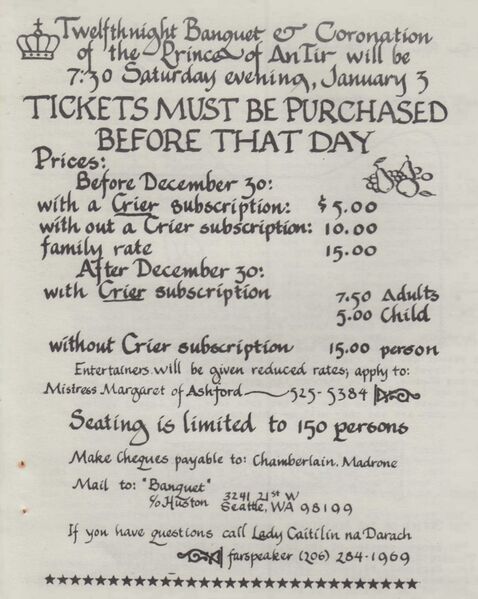 Twelfthnight Banquet & Coronation
of the Prince of AnTir will be
7:30 Saturday evening, January 3
TICKETS MUST BE PURCHASED
BEFORE THAT DAY
Prices:
Before December 30:
with a Crier subscription: $5.00
with out a Crier subscription: 10.00
family rate 15.00
After December 30:
with Crier subscription 7.50 Adults
5.00 Child
without Crier subscription 15.00 person
Entertainers will be given reduced rates; apply to:
Mistress Margaret of Ashford 525-5384
Seating is limited to 150 persons
Make cheques payable to: Chamberlain, Madrone
Mail to: "Banquet"
c/o Huston 3241 21st W
Seattle, WA 98199
If you have questions call Lady Caitilin na Darach
farspeaker (206) 284-1969